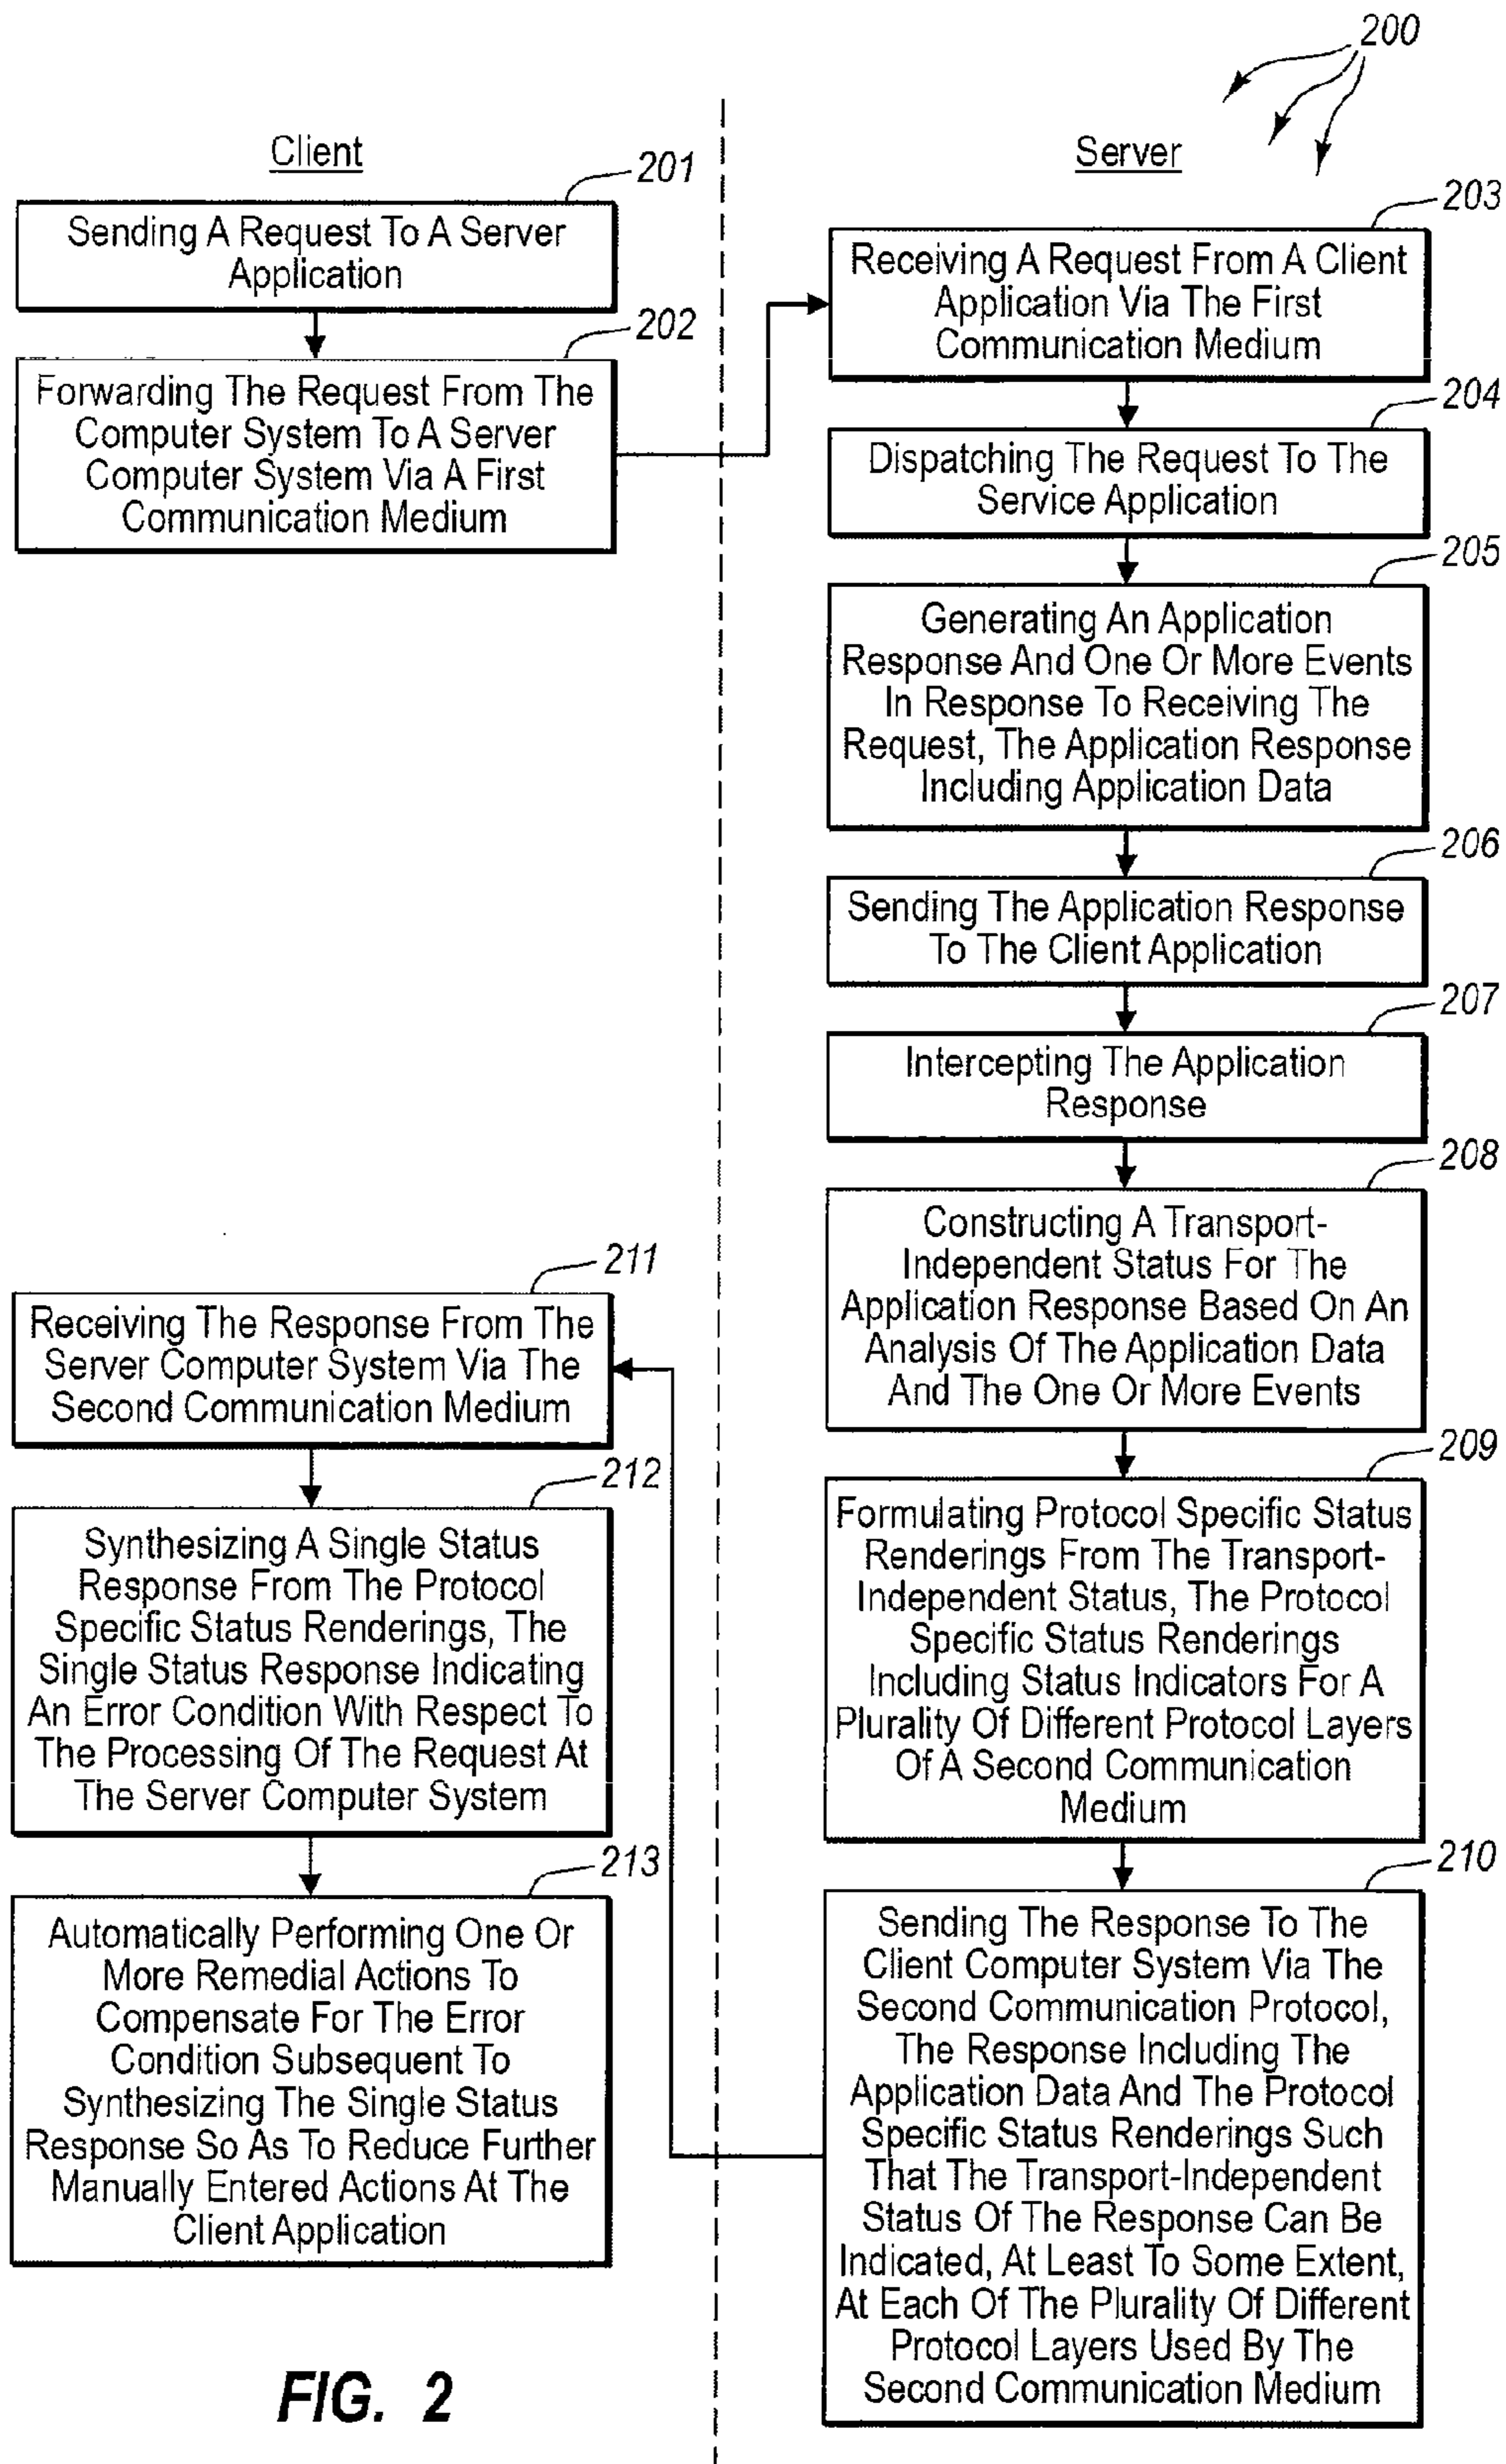 200
Client
201
Sending A Request To A Server
Application
202
Forwarding The Request From The
Computer System To A Server
Computer System Via A First
Communication Medium
Server
203
Receiving A Request From A Client
Application Via The First
Communication Medium
204
Dispatching The Request To The
Service Application
205
Generating An Application
Response And One Or More Events
In Response To Receiving The
Request, The Application Response
Including Application Data
206
Sending The Application Response
To The Client Application
207
Intercepting The Application
Response
208
Constructing A Transport-
Independent Status For The
Application Response Based On An
Analysis Of The Application Data
And The One Or More Events
209
Formulating Protocol Specific Status
Renderings From The Transport-
Independent Status, The Protocol
Specific Status Renderings
Including Status Indicators For A
Plurality Of Different Protocol Layers
Of A Second Communication
Medium
210
Sending The Response To The
Client Computer System Via The
Second Communication Protocol,
The Response Including The
Application Data And The Protocol
Specific Status Renderings Such
That The Transport-Independent
Status Of The Response Can Be
Indicated, At Least To Some Extent,
At Each Of The Plurality Of Different
Protocol Layers Used By The
Second Communication Medium
211
Receiving The Response From The
Server Computer System Via The
Second Communication Medium
212
Synthesizing A Single Status
Response From The Protocol
Specific Status Renderings, The
Single Status Response Indicating
An Error Condition With Respect To
The Processing Of The Request At
The Server Computer System
213
Automatically Performing One Or
More Remedial Actions To
Compensate For The Error
Condition Subsequent To
Synthesizing The Single Status
Response So As To Reduce Further
Manually Entered Actions At The
Client Application
FIG. 2